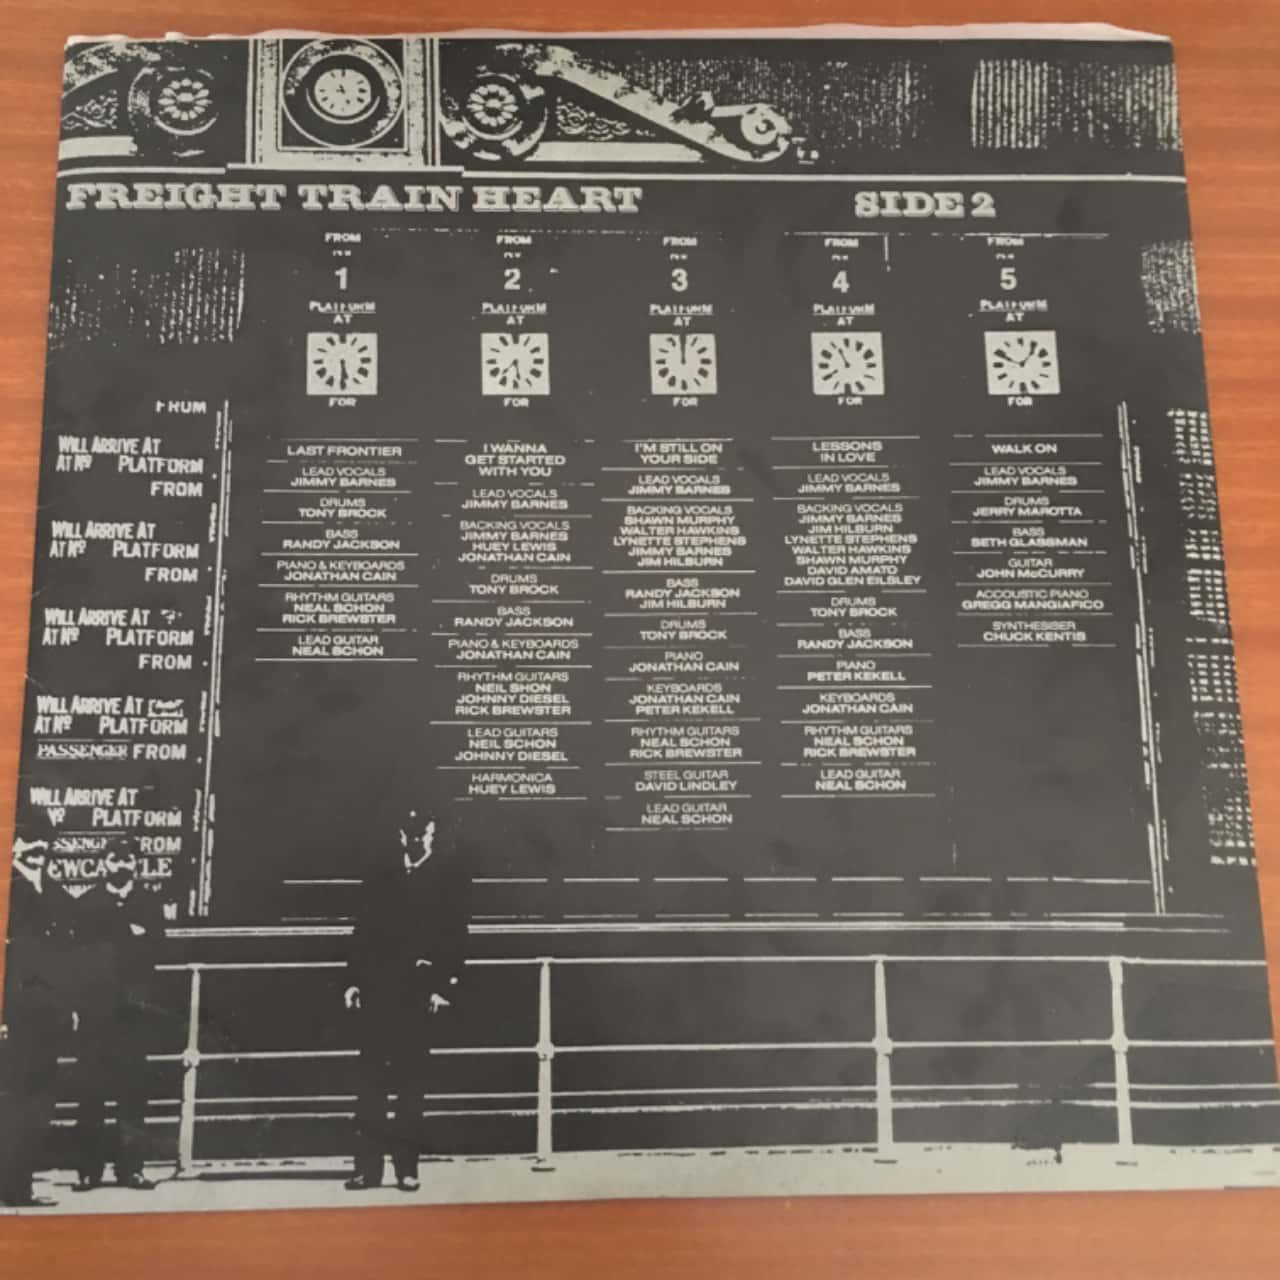 FREIGHT TRAIN HEART
SIDE 2
FROM
1
PLATFORM
AT
FOR
LAST FRONTIER
LEAD VOCALS
JIMMY BARNES
DRUMS
TONY BROCK
BASS
RANDY JACKSON
PIANO & KEYBOARDS
JONATHAN CAIN
RHYTHM GUITARS
NEAL SCHON
RICK BREWSTER
LEAD GUITAR
NEAL SCHON
FROM
2
PLATFORM
AT
FOR
I WANNA
GET STARTED
WITH YOU
LEAD VOCALS
JIMMY BARNES
BACKING VOCALS
JIMMY BARNES
HUEY LEWIS
JONATHAN CAIN
DRUMS
TONY BROCK
BASS
RANDY JACKSON
PIANO & KEYBOARDS
JONATHAN CAIN
RHYTHM GUITARS
NEIL SHON
JOHNNY DIESEL
RICK BREWSTER
LEAD GUITARS
NEIL SCHON
JOHNNY DIESEL
HARMONICA
HUEY LEWIS
FROM
3
PLATFORM
AT
FOR
I'M STILL ON
YOUR SIDE
LEAD VOCALS
JIMMY BARNES
BACKING VOCALS
SHAWN MURPHY
WALTER HAWKINS
LYNETTE STEPHENS
JIMMY BARNES
JIM HILBURN
BASS
RANDY JACKSON
JIM HILBURN
DRUMS
TONY BROCK
PIANO
JONATHAN CAIN
KEYBOARDS
JONATHAN CAIN
PETER KEKELL
RHYTHM GUITARS
NEAL SCHON
RICK BREWSTER
STEEL GUITAR
DAVID LINDLEY
LEAD GUITAR
NEAL SCHON
FROM
4
PLATFORM
AT
FOR
LESSONS
IN LOVE
LEAD VOCALS
JIMMY BARNES
BACKING VOCALS
JIMMY BARNES
JIM HILBURN
LYNETTE STEPHENS
WALTER HAWKINS
SHAWN MURPHY
DAVID AMATO
DAVID GLEN EILSLEY
DRUMS
TONY BROCK
BASS
RANDY JACKSON
PIANO
PETER KEKELL
KEYBOARDS
JONATHAN CAIN
RHYTHM GUITARS
NEAL SCHON
RICK BREWSTER
LEAD GUITAR
NEAL SCHON
FROM
5
PLATFORM
AT
FOR
WALK ON
LEAD VOCALS
JIMMY BARNES
DRUMS
JERRY MAROTTA
BASS
SETH GLASSMAN
GUITAR
JOHN McCURRY
ACCOUSTIC PIANO
GREGG MANGIAFICO
SYNTHESISER
CHUCK KENTIS
FROM
WILL ARRIVE AT
AT Nº PLATFORM
FROM
WILL ARRIVE AT
AT Nº PLATFORM
FROM
WILL ARRIVE AT
AT Nº PLATFORM
FROM
WILL ARRIVE AT
AT Nº PLATFORM
PASSENGER FROM
WILL ARRIVE AT
Nº PLATFORM